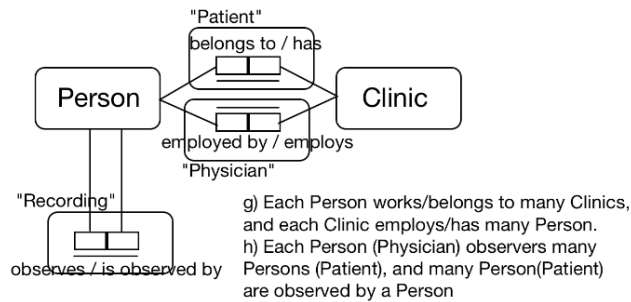 "Patient"
belongs to / has
Person
Clinic
employed by / employs
"Physician"
"Recording"
observes / is observed by
g) Each Person works/belongs to many Clinics,
and each Clinic employs/has many Person.
h) Each Person (Physician) observers many
Persons (Patient), and many Person(Patient)
are observed by a Person